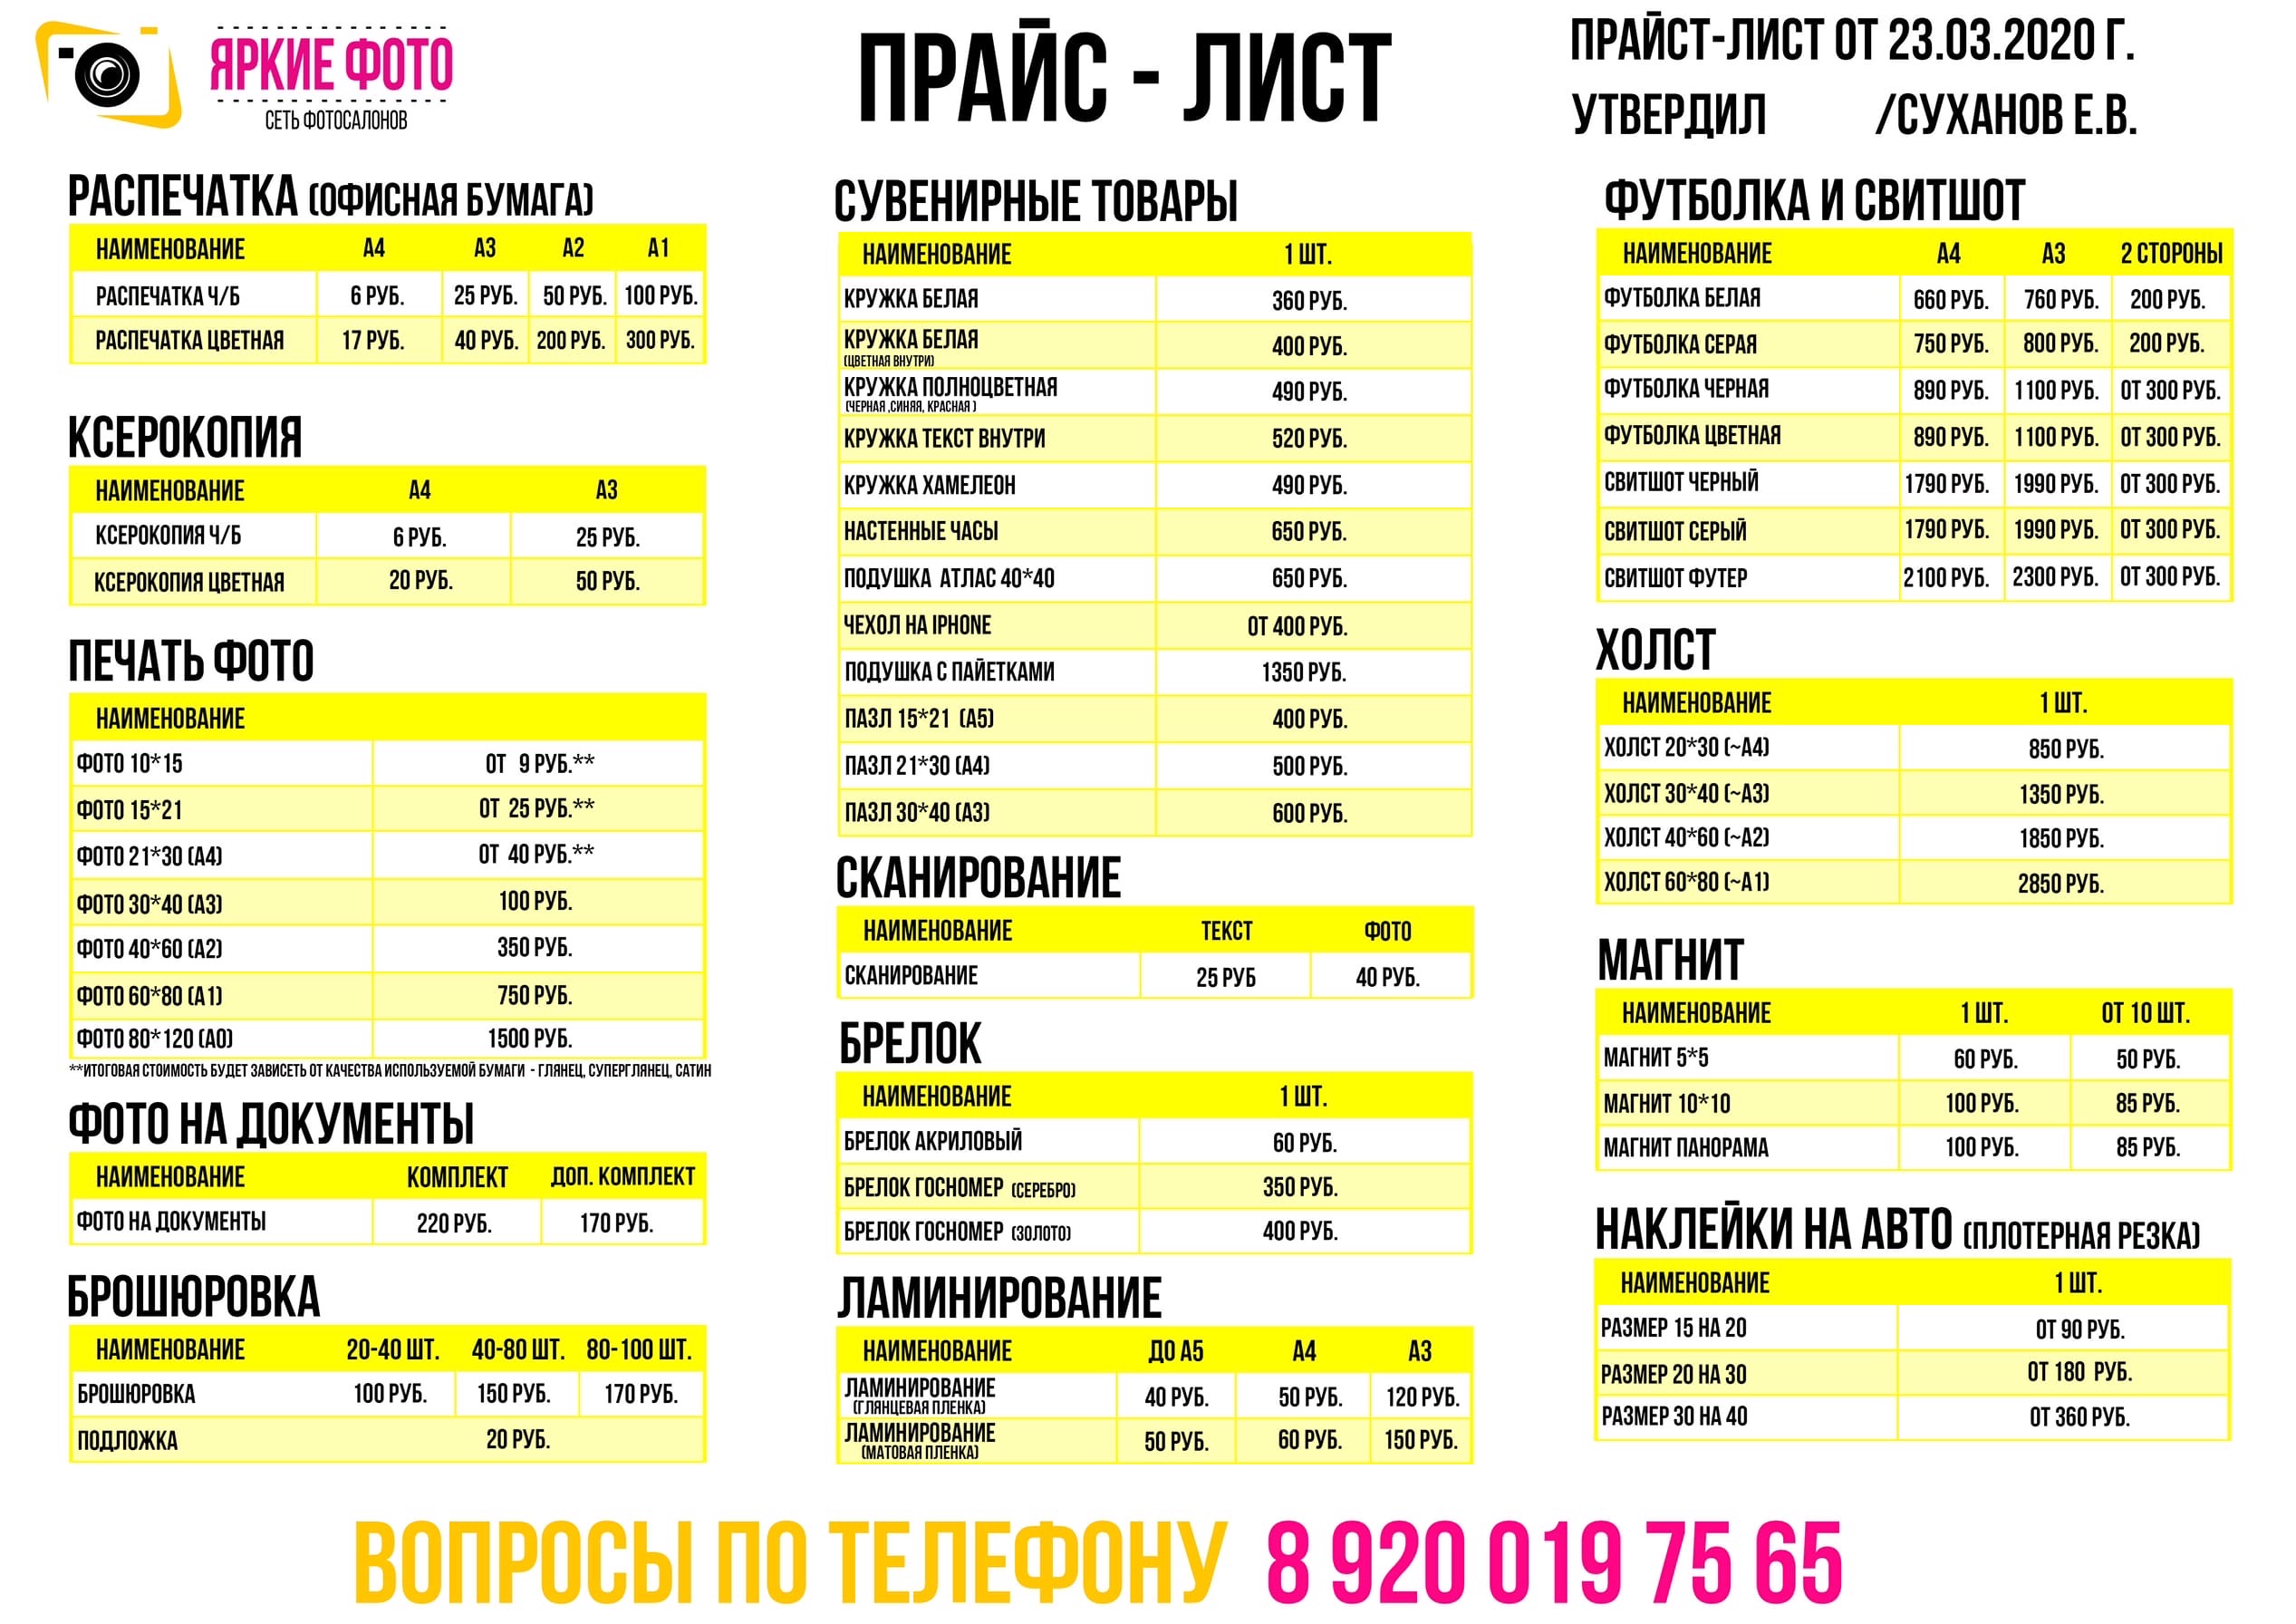 ЯРКИЕ ФОТО
СЕТЬ ФОТОСАЛОНОВ
ПРАЙС - ЛИСТ
ПРАЙСТ-ЛИСТ ОТ 23.03.2020 Г.
УТВЕРДИЛ /СУХАНОВ Е.В.
РАСПЕЧАТКА (ОФИСНАЯ БУМАГА)
НАИМЕНОВАНИЕ А4 А3 А2 А1
РАСПЕЧАТКА Ч/Б 6 РУБ. 25 РУБ. 50 РУБ. 100 РУБ.
РАСПЕЧАТКА ЦВЕТНАЯ 17 РУБ. 40 РУБ. 200 РУБ. 300 РУБ.
КСЕРОКОПИЯ
НАИМЕНОВАНИЕ А4 А3
КСЕРОКОПИЯ Ч/Б 6 РУБ. 25 РУБ.
КСЕРОКОПИЯ ЦВЕТНАЯ 20 РУБ. 50 РУБ.
ПЕЧАТЬ ФОТО
НАИМЕНОВАНИЕ
ФОТО 10*15 ОТ 9 РУБ.**
ФОТО 15*21 ОТ 25 РУБ.**
ФОТО 21*30 (А4) ОТ 40 РУБ.**
ФОТО 30*40 (А3) 100 РУБ.
ФОТО 40*60 (А2) 350 РУБ.
ФОТО 60*80 (А1) 750 РУБ.
ФОТО 80*120 (А0) 1500 РУБ.
**ИТОГОВАЯ СТОИМОСТЬ БУДЕТ ЗАВИСЕТЬ ОТ КАЧЕСТВА ИСПОЛЬЗУЕМОЙ БУМАГИ - ГЛЯНЕЦ, СУПЕРГЛЯНЕЦ, САТИН
ФОТО НА ДОКУМЕНТЫ
НАИМЕНОВАНИЕ КОМПЛЕКТ ДОП. КОМПЛЕКТ
ФОТО НА ДОКУМЕНТЫ 220 РУБ. 170 РУБ.
БРОШЮРОВКА
НАИМЕНОВАНИЕ 20-40 ШТ. 40-80 ШТ. 80-100 ШТ.
БРОШЮРОВКА 100 РУБ. 150 РУБ. 170 РУБ.
ПОДЛОЖКА 20 РУБ.
СУВЕНИРНЫЕ ТОВАРЫ
НАИМЕНОВАНИЕ 1 ШТ.
КРУЖКА БЕЛАЯ 360 РУБ.
КРУЖКА БЕЛАЯ 400 РУБ.
(ЦВЕТНАЯ ВНУТРИ)
КРУЖКА ПОЛНОЦВЕТНАЯ 490 РУБ.
(ЧЕРНАЯ ,СИНЯЯ, КРАСНАЯ )
КРУЖКА ТЕКСТ ВНУТРИ 520 РУБ.
КРУЖКА ХАМЕЛЕОН 490 РУБ.
НАСТЕННЫЕ ЧАСЫ 650 РУБ.
ПОДУШКА АТЛАС 40*40 650 РУБ.
ЧЕХОЛ НА IPHONE ОТ 400 РУБ.
ПОДУШКА С ПАЙЕТКАМИ 1350 РУБ.
ПАЗЛ 15*21 (А5) 400 РУБ.
ПАЗЛ 21*30 (А4) 500 РУБ.
ПАЗЛ 30*40 (А3) 600 РУБ.
СКАНИРОВАНИЕ
НАИМЕНОВАНИЕ ТЕКСТ ФОТО
СКАНИРОВАНИЕ 25 РУБ 40 РУБ.
БРЕЛОК
НАИМЕНОВАНИЕ 1 ШТ.
БРЕЛОК АКРИЛОВЫЙ 60 РУБ.
БРЕЛОК ГОСНОМЕР (СЕРЕБРО) 350 РУБ.
БРЕЛОК ГОСНОМЕР (ЗОЛОТО) 400 РУБ.
ЛАМИНИРОВАНИЕ
НАИМЕНОВАНИЕ ДО А5 А4 А3
ЛАМИНИРОВАНИЕ 40 РУБ. 50 РУБ. 120 РУБ.
(ГЛЯНЦЕВАЯ ПЛЕНКА)
ЛАМИНИРОВАНИЕ 50 РУБ. 60 РУБ. 150 РУБ.
(МАТОВАЯ ПЛЕНКА)
ФУТБОЛКА И СВИТШОТ
НАИМЕНОВАНИЕ А4 А3 2 СТОРОНЫ
ФУТБОЛКА БЕЛАЯ 660 РУБ. 760 РУБ. 200 РУБ.
ФУТБОЛКА СЕРАЯ 750 РУБ. 800 РУБ. 200 РУБ.
ФУТБОЛКА ЧЕРНАЯ 890 РУБ. 1100 РУБ. ОТ 300 РУБ.
ФУТБОЛКА ЦВЕТНАЯ 890 РУБ. 1100 РУБ. ОТ 300 РУБ.
СВИТШОТ ЧЕРНЫЙ 1790 РУБ. 1990 РУБ. ОТ 300 РУБ.
СВИТШОТ СЕРЫЙ 1790 РУБ. 1990 РУБ. ОТ 300 РУБ.
СВИТШОТ ФУТЕР 2100 РУБ. 2300 РУБ. ОТ 300 РУБ.
ХОЛСТ
НАИМЕНОВАНИЕ 1 ШТ.
ХОЛСТ 20*30 (~А4) 850 РУБ.
ХОЛСТ 30*40 (~А3) 1350 РУБ.
ХОЛСТ 40*60 (~А2) 1850 РУБ.
ХОЛСТ 60*80 (~А1) 2850 РУБ.
МАГНИТ
НАИМЕНОВАНИЕ 1 ШТ. ОТ 10 ШТ.
МАГНИТ 5*5 60 РУБ. 50 РУБ.
МАГНИТ 10*10 100 РУБ. 85 РУБ.
МАГНИТ ПАНОРАМА 100 РУБ. 85 РУБ.
НАКЛЕЙКИ НА АВТО (ПЛОТЕРНАЯ РЕЗКА)
НАИМЕНОВАНИЕ 1 ШТ.
РАЗМЕР 15 НА 20 ОТ 90 РУБ.
РАЗМЕР 20 НА 30 ОТ 180 РУБ.
РАЗМЕР 30 НА 40 ОТ 360 РУБ.
ВОПРОСЫ ПО ТЕЛЕФОНУ 8 920 019 75 65